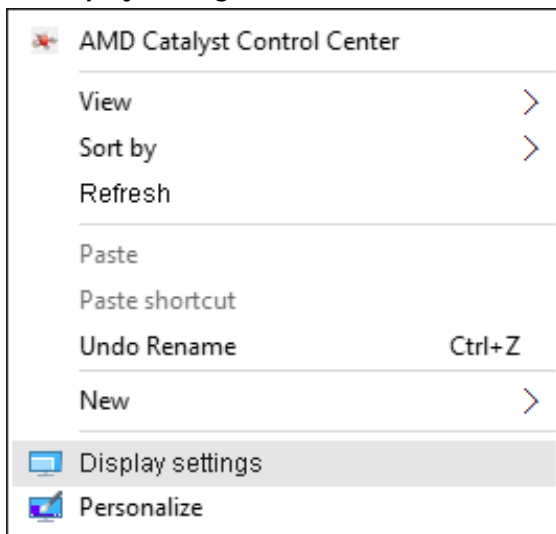 AMD Catalyst Control Center
View
Sort by
Refresh
Paste
Paste shortcut
Undo Rename Ctrl+Z
New
Display settings
Personalize